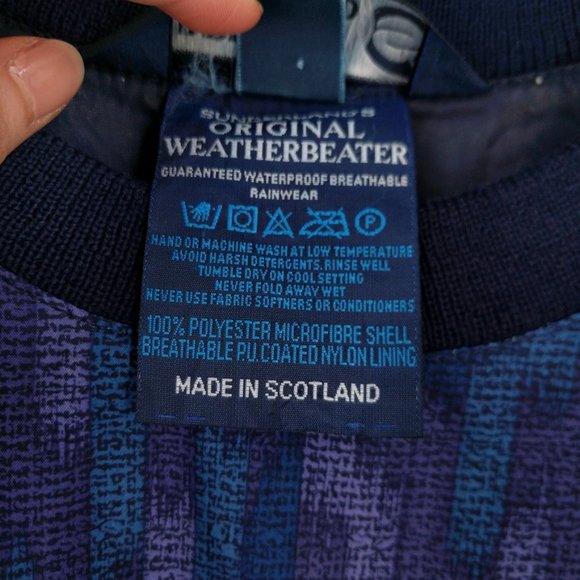 SUNDERLAND'S
ORIGINAL
WEATHERBEATER
GUARANTEED WATERPROOF BREATHABLE
RAINWEAR
P
HAND OR MACHINE WASH AT LOW TEMPERATURE
AVOID HARSH DETERGENTS. RINSE WELL
TUMBLE DRY ON COOL SETTING
NEVER FOLD AWAY WET
NEVER USE FABRIC SOFTNERS OR CONDITIONERS
100% POLYESTER MICROFIBRE SHELL
BREATHABLE P.U. COATED NYLON LINING
MADE IN SCOTLAND